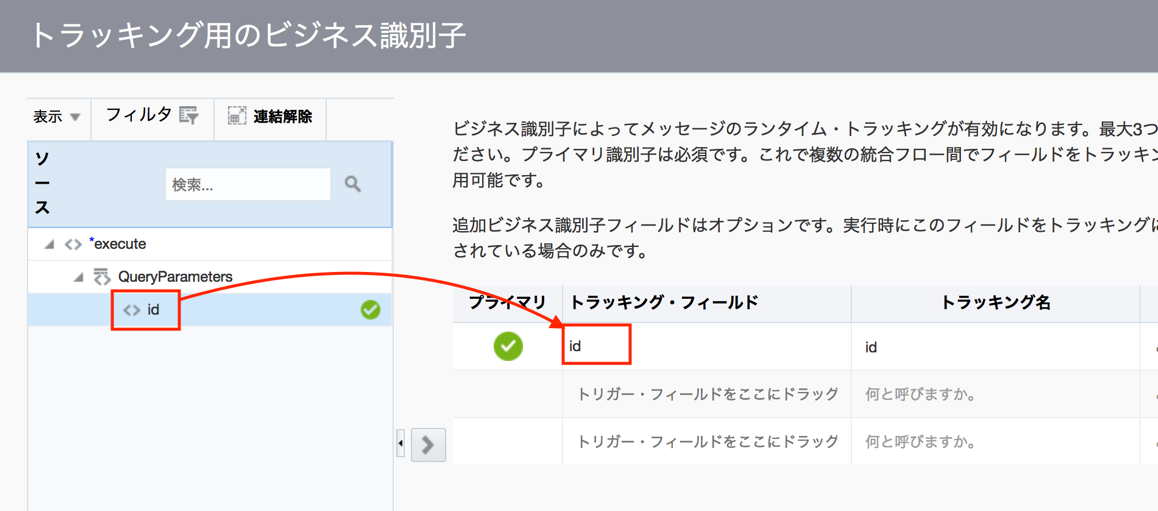 トラッキング用のビジネス識別子
表示
フィルタ
連結解除
ソース
検索...
*execute
QueryParameters
id
ビジネス識別子によってメッセージのランタイム・トラッキングが有効になります。最大3つ
ださい。プライマリ識別子は必須です。これで複数の統合フロー間でフィールドをトラッキン
用可能です。
追加ビジネス識別子フィールドはオプションです。実行時にこのフィールドをトラッキングに
されている場合のみです。
プライマリ トラッキング・フィールド トラッキング名
id id
トリガー・フィールドをここにドラッグ 何と呼びますか。
トリガー・フィールドをここにドラッグ 何と呼びますか。